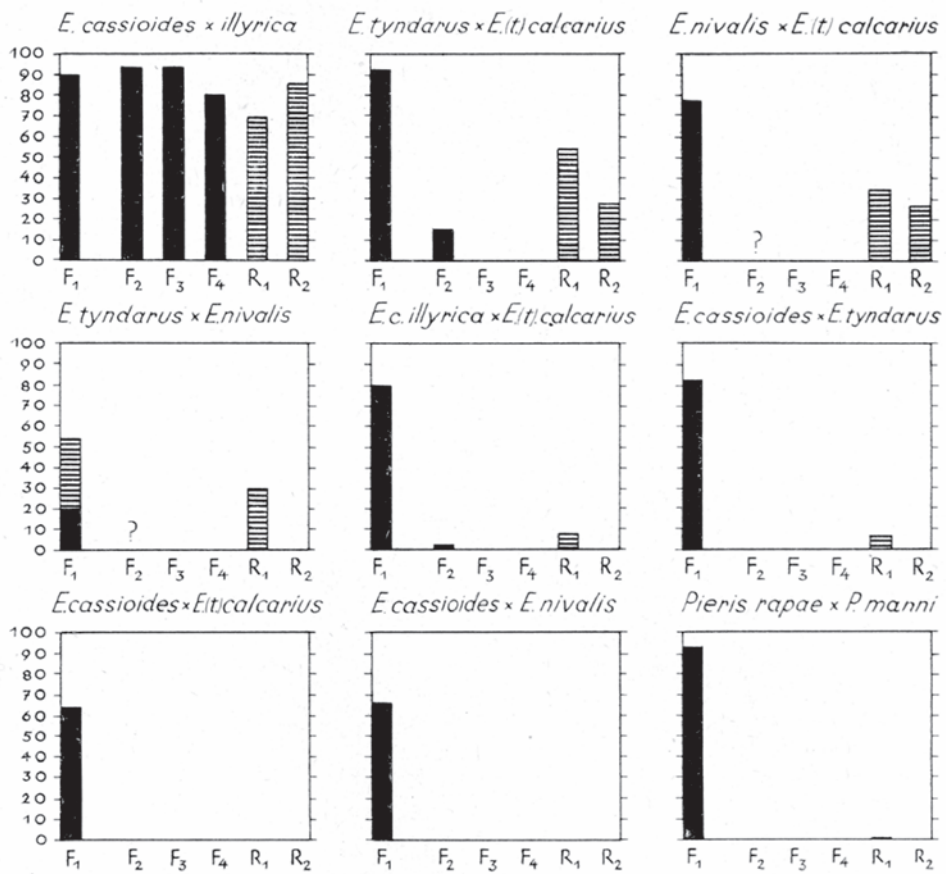 E. cassioides × illyrica
E. tyndarus × E.(t) calcarius
E. nivalis × E.(t) calcarius
100
90
80
70
60
50
40
30
20
10
0
F₁ F₂ F₃ F₄ R₁ R₂
F₁ F₂ F₃ F₄ R₁ R₂
?
F₁ F₂ F₃ F₄ R₁ R₂
E. tyndarus × E. nivalis
E. c. illyrica × E.(t). calcarius
E. cassioides × E. tyndarus
100
90
80
70
60
50
40
30
20
10
0
?
F₁ F₂ F₃ F₄ R₁ R₂
F₁ F₂ F₃ F₄ R₁ R₂
F₁ F₂ F₃ F₄ R₁ R₂
E. cassioides × E.(t) calcarius
E. cassioides × E. nivalis
Pieris rapae × P. manni
100
90
80
70
60
50
40
30
20
10
0
F₁ F₂ F₃ F₄ R₁ R₂
F₁ F₂ F₃ F₄ R₁ R₂
F₁ F₂ F₃ F₄ R₁ R₂